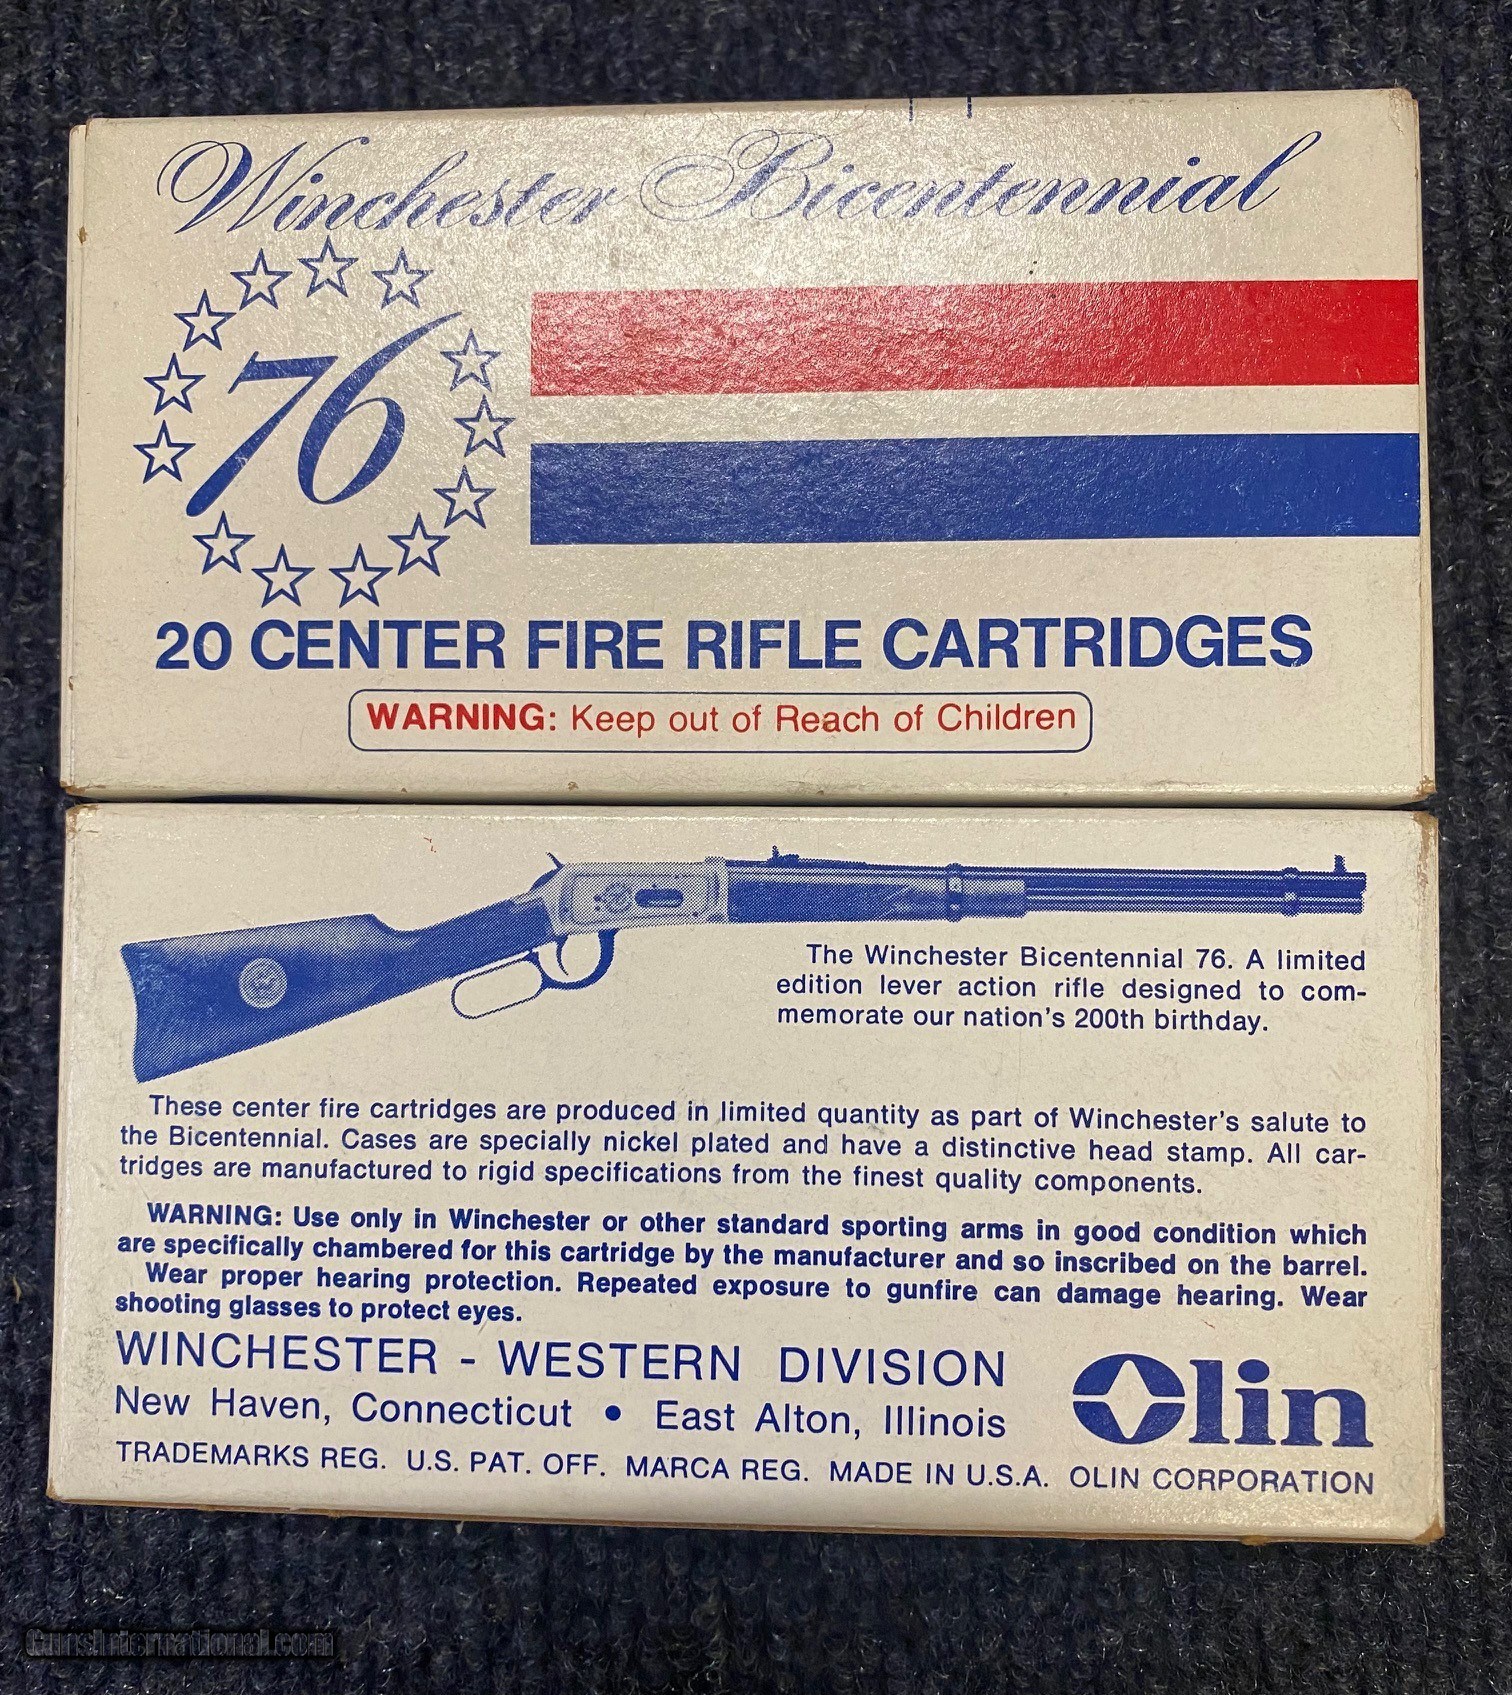 Winchester Bicentennial
76
20 CENTER FIRE RIFLE CARTRIDGES
WARNING: Keep out of Reach of Children
The Winchester Bicentennial 76. A limited
edition lever action rifle designed to com-
memorate our nation's 200th birthday.
These center fire cartridges are produced in limited quantity as part of Winchester's salute to
the Bicentennial. Cases are specially nickel plated and have a distinctive head stamp. All car-
tridges are manufactured to rigid specifications from the finest quality components.
WARNING: Use only in Winchester or other standard sporting arms in good condition which
are specifically chambered for this cartridge by the manufacturer and so inscribed on the barrel.
Wear proper hearing protection. Repeated exposure to gunfire can damage hearing. Wear
shooting glasses to protect eyes.
WINCHESTER - WESTERN DIVISION
New Haven, Connecticut • East Alton, Illinois
Olin
TRADEMARKS REG. U.S. PAT. OFF. MARCA REG. MADE IN U.S.A. OLIN CORPORATION
GunsInternational.com